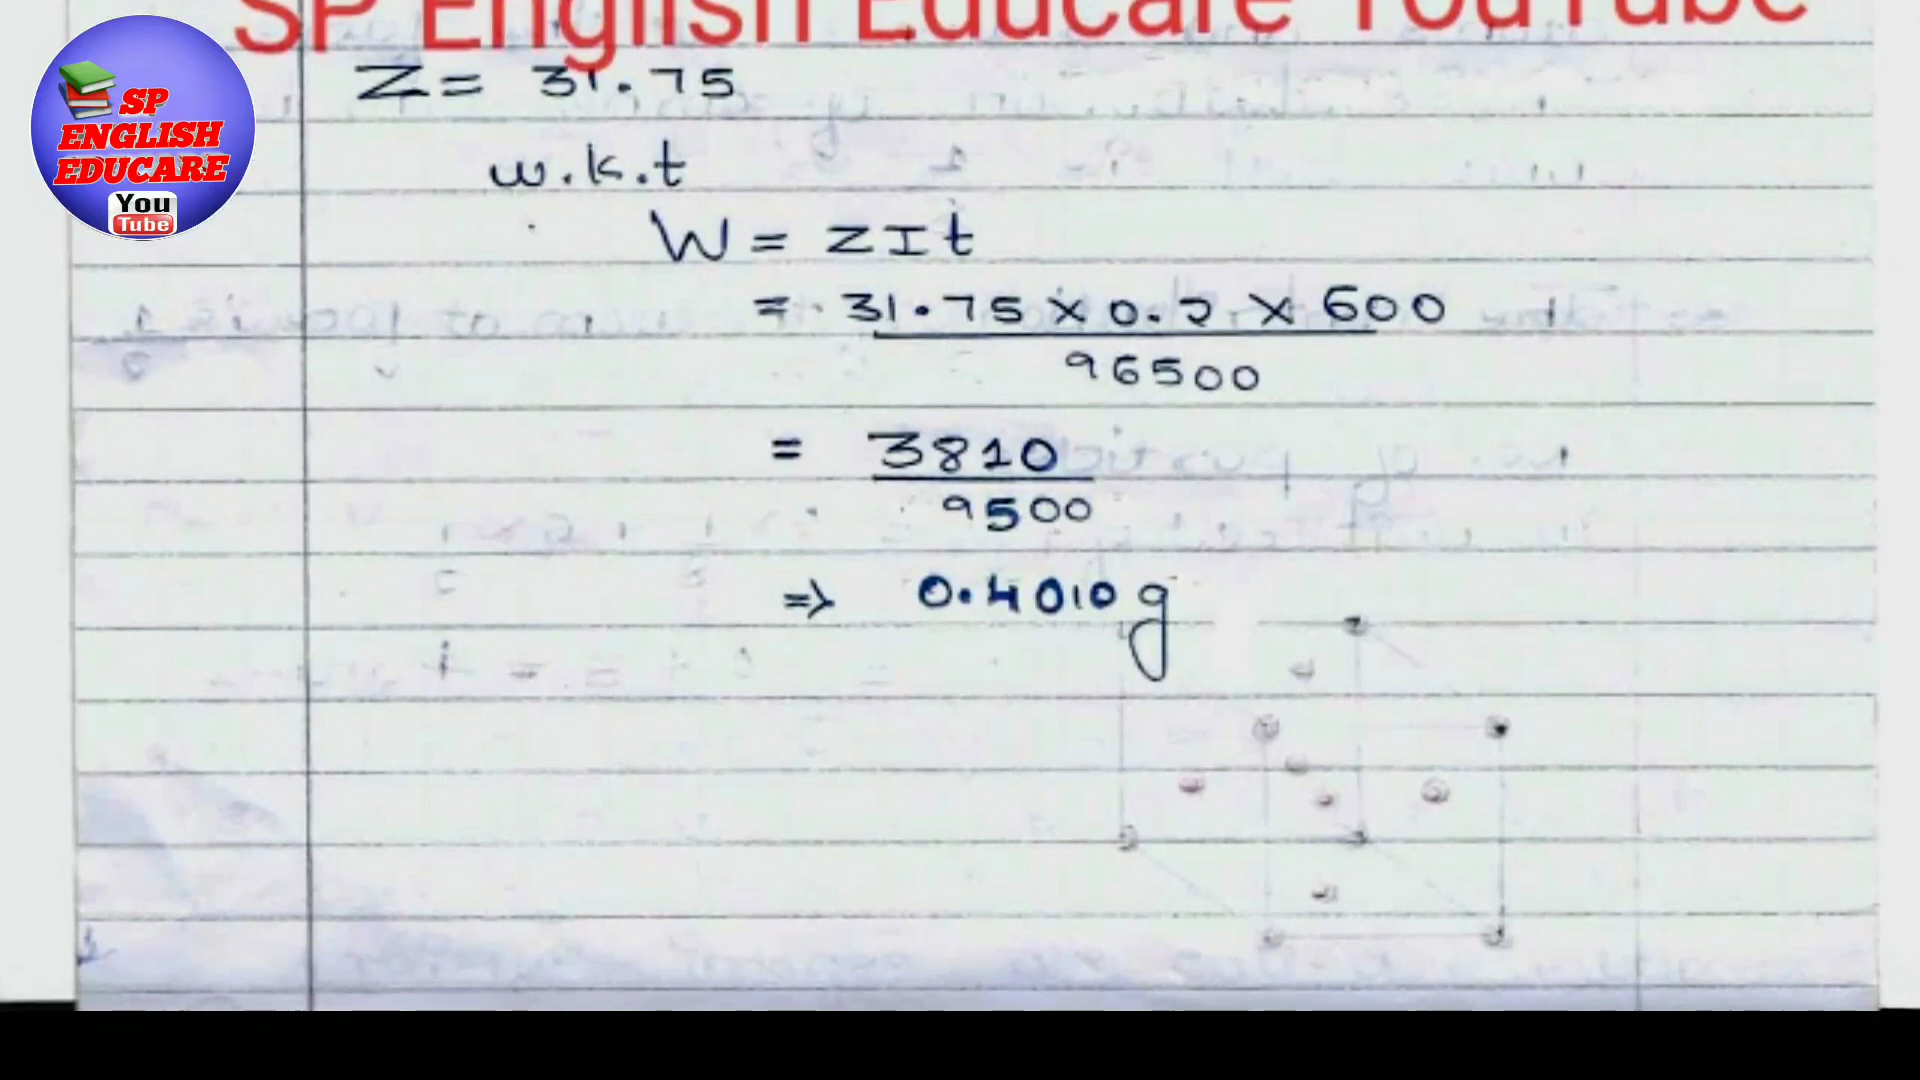 SP English Educare YouTube
SP
ENGLISH
EDUCARE
You
Tube
Z = 31.75
w.k.t
W = ZIt
= 31.75 × 0.2 × 600
96500
= 3810
9500
⇒ 0.4010 g